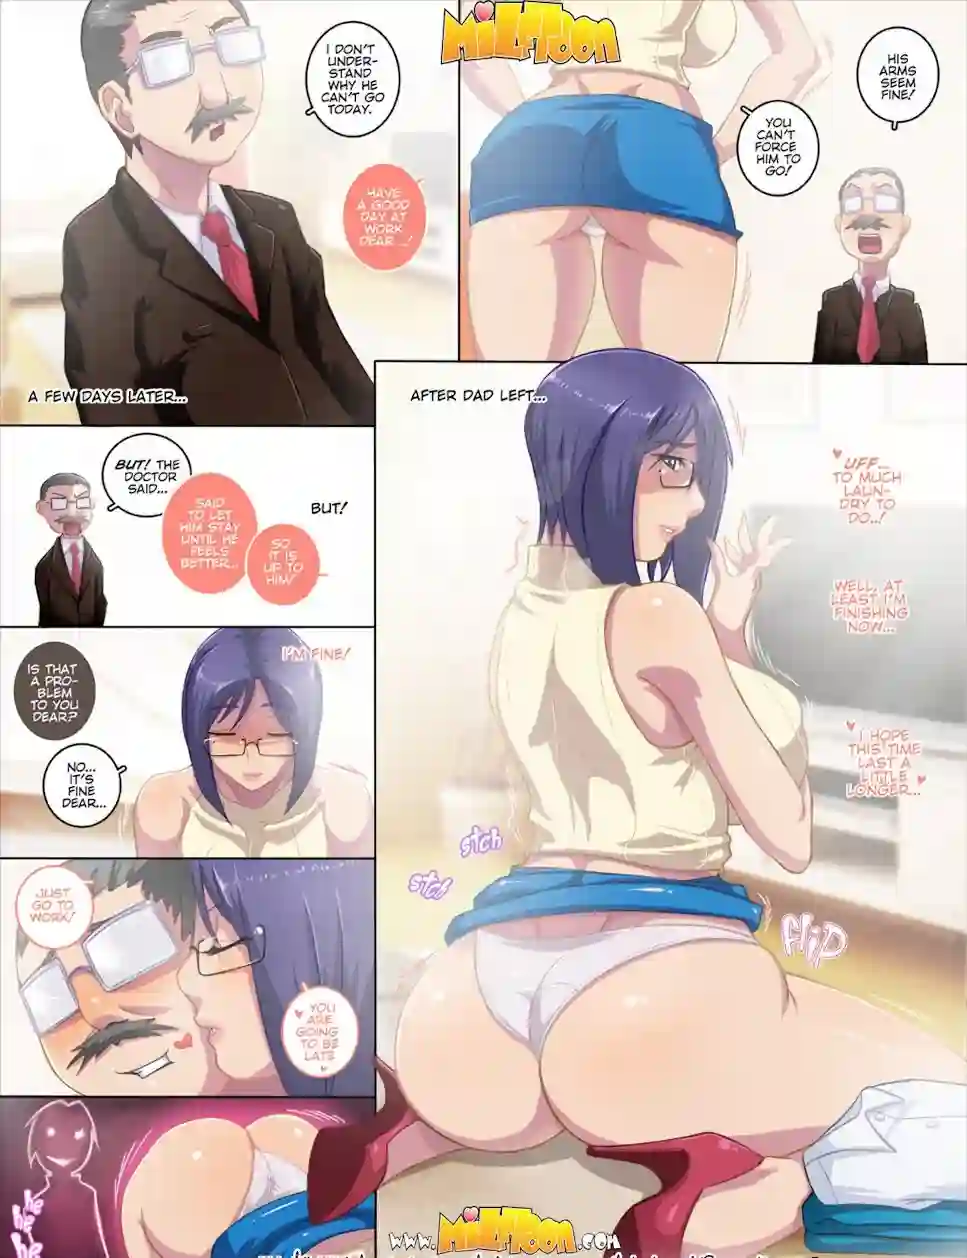 MILFToon
I DON'T
UNDER-
STAND
WHY HE
CAN'T GO
TODAY.
HAVE
A GOOD
DAY AT
WORK
DEAR...!
HIS
ARMS
SEEM
FINE!
YOU
CAN'T
FORCE
HIM TO
GO!
A FEW DAYS LATER...
BUT! THE
DOCTOR
SAID...
SAID
TO LET
HIM STAY
UNTIL HE
FEELS
BETTER...
BUT!
SO
IT IS
UP TO
HIM!
IS THAT
A PRO-
BLEM
TO YOU
DEAR?
I'M FINE!
NO...
IT'S
FINE
DEAR...
JUST
GO TO
WORK!
YOU
ARE
GOING
TO BE
LATE
he
he
he
AFTER DAD LEFT...
UFF...
TO MUCH
LAUN-
DRY TO
DO..!
WELL, AT
LEAST I'M
FINISHING
NOW...
I HOPE
THIS TIME
LAST A
LITTLE
LONGER...
stch
stch
flip
www.MILFToon.com